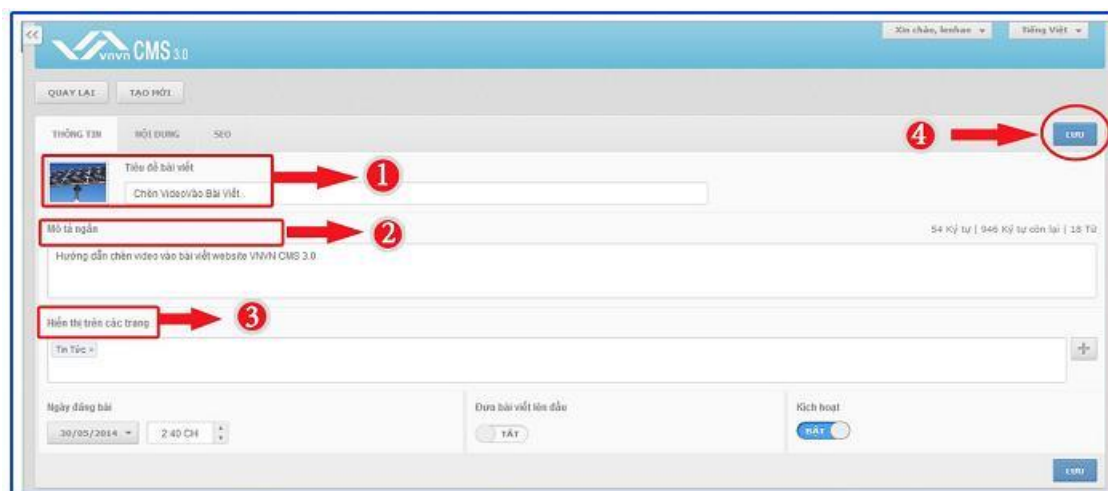 <<
vnvn CMS 3.0
Xin chào, lenhan
Tiếng Việt
QUAY LẠI
TẠO MỚI
THÔNG TIN
NỘI DUNG
SEO
4
LƯU
Tiêu đề bài viết
1
Chèn VideoVào Bài Viết
Mô tả ngắn
2
54 Ký tự | 946 Ký tự còn lại | 18 Từ
Hướng dẫn chèn video vào bài viết website VNVN CMS 3.0
Hiển thị trên các trang
3
Tin Tức ×
Ngày đăng bài
Đưa bài viết lên đầu
Kích hoạt
30/05/2014
2:40 CH
TẮT
BẬT
LƯU